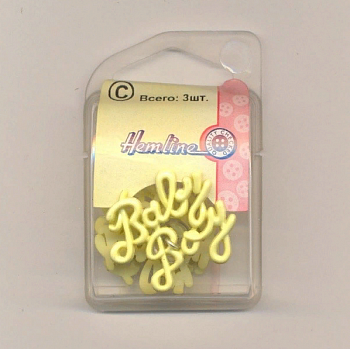 C
Всего: 3шт.
Hemline
Baby
Boy